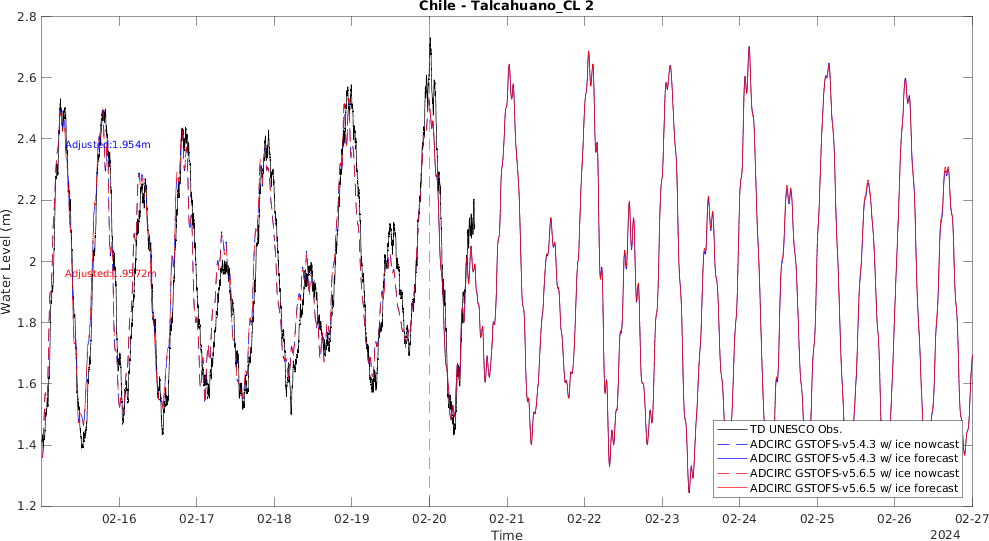 Chile - Talcahuano_CL 2
2.8
2.6
2.4
2.2
2
1.8
1.6
1.4
1.2
Water Level (m)
Adjusted:1.954m
Adjusted:1.9572m
TD UNESCO Obs.
ADCIRC GSTOFS-v5.4.3 w/ ice nowcast
ADCIRC GSTOFS-v5.4.3 w/ ice forecast
ADCIRC GSTOFS-v5.6.5 w/ ice nowcast
ADCIRC GSTOFS-v5.6.5 w/ ice forecast
02-16 02-17 02-18 02-19 02-20 02-21 02-22 02-23 02-24 02-25 02-26 02-27
Time
2024